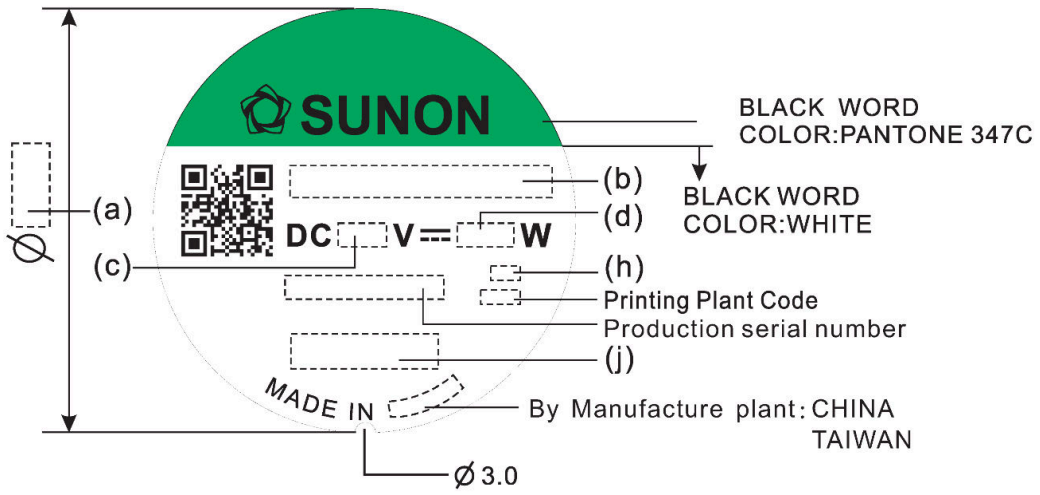 SUNON
BLACK WORD
COLOR:PANTONE 347C
BLACK WORD
COLOR:WHITE
(a)
Ø
(b)
(c)
DC V W
(d)
(h)
Printing Plant Code
Production serial number
(j)
MADE IN
By Manufacture plant: CHINA
TAIWAN
Ø3.0